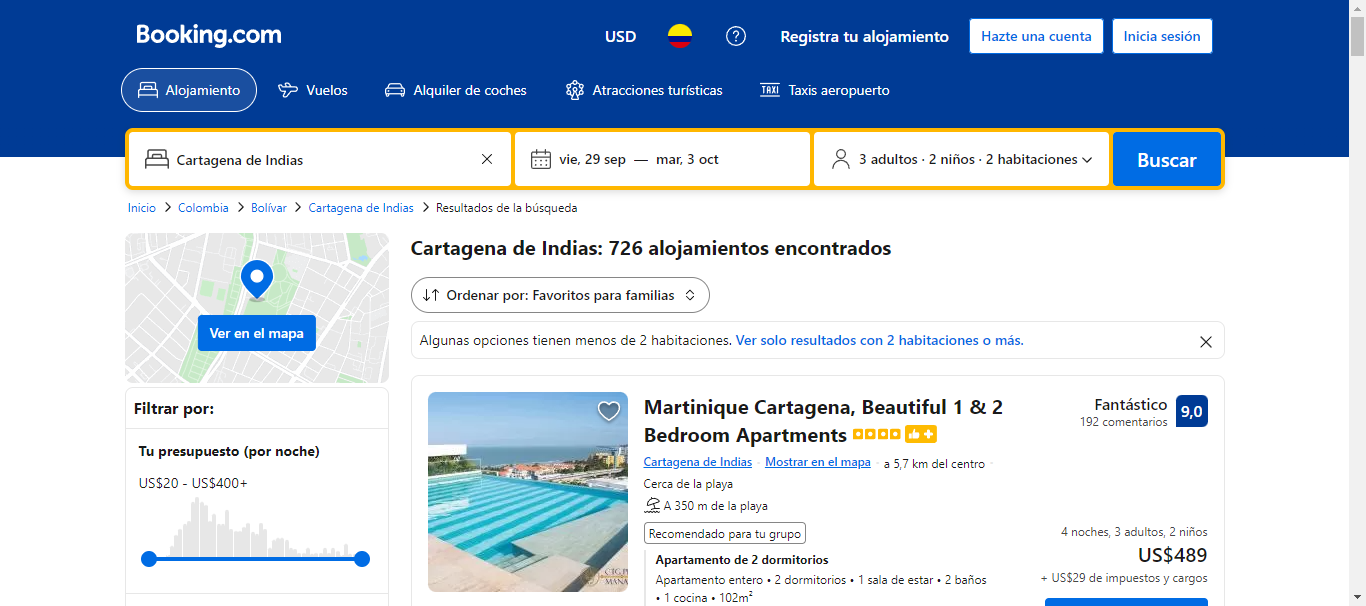 Booking.com
USD
Registra tu alojamiento
Hazte una cuenta
Inicia sesión
Alojamiento
Vuelos
Alquiler de coches
Atracciones turísticas
TAXI Taxis aeropuerto
Cartagena de Indias
vie, 29 sep — mar, 3 oct
3 adultos · 2 niños · 2 habitaciones
Buscar
Inicio > Colombia > Bolívar > Cartagena de Indias > Resultados de la búsqueda
Ver en el mapa
Filtrar por:
Tu presupuesto (por noche)
US$20 - US$400+
Cartagena de Indias: 726 alojamientos encontrados
Ordenar por: Favoritos para familias
Algunas opciones tienen menos de 2 habitaciones. Ver solo resultados con 2 habitaciones o más.
Martinique Cartagena, Beautiful 1 & 2
Bedroom Apartments
Fantástico
192 comentarios
9,0
Cartagena de Indias · Mostrar en el mapa · a 5,7 km del centro
Cerca de la playa
A 350 m de la playa
Recomendado para tu grupo
Apartamento de 2 dormitorios
Apartamento entero • 2 dormitorios • 1 sala de estar • 2 baños
• 1 cocina • 102m²
4 noches, 3 adultos, 2 niños
US$489
+ US$29 de impuestos y cargos